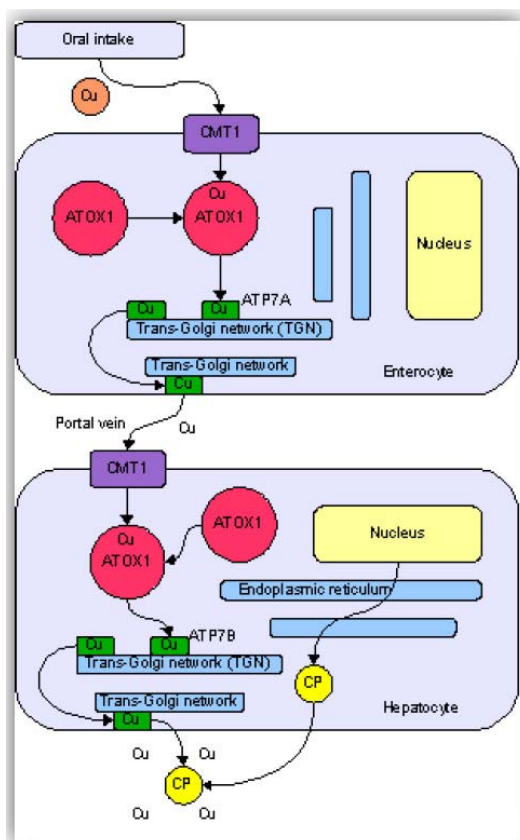 Oral intake
Cu
CMT1
Cu
ATOX1
ATOX1
Nucleus
Cu
Cu
ATP7A
Trans-Golgi network (TGN)
Trans-Golgi network
Cu
Enterocyte
Portal vein
Cu
CMT1
ATOX1
Nucleus
Cu
ATOX1
Endoplasmic reticulum
Cu
Cu
ATP7B
Trans-Golgi network (TGN)
CP
Trans-Golgi network
Cu
Hepatocyte
Cu
Cu
CP
Cu
Cu